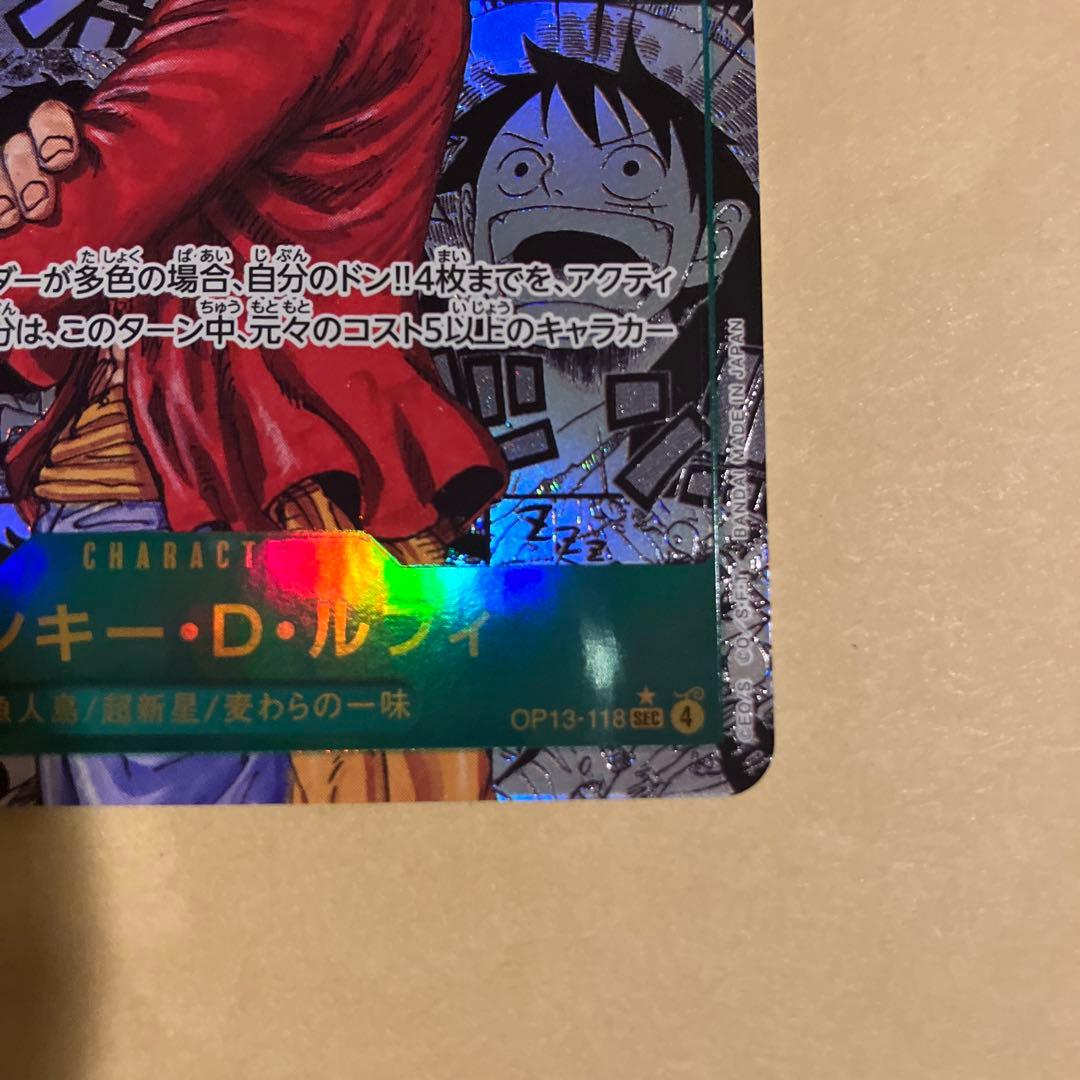 ダーが多色の場合、自分のドン!!4枚までを、アクティ
分は、このターン中、元々のコスト5以上のキャラカー
CHARACT
ンキー・D・ルフィ
魚人島/超新星/麦わらの一味
OP13-118 SEC 4
BANDAI MADE IN JAPAN
ZZZ